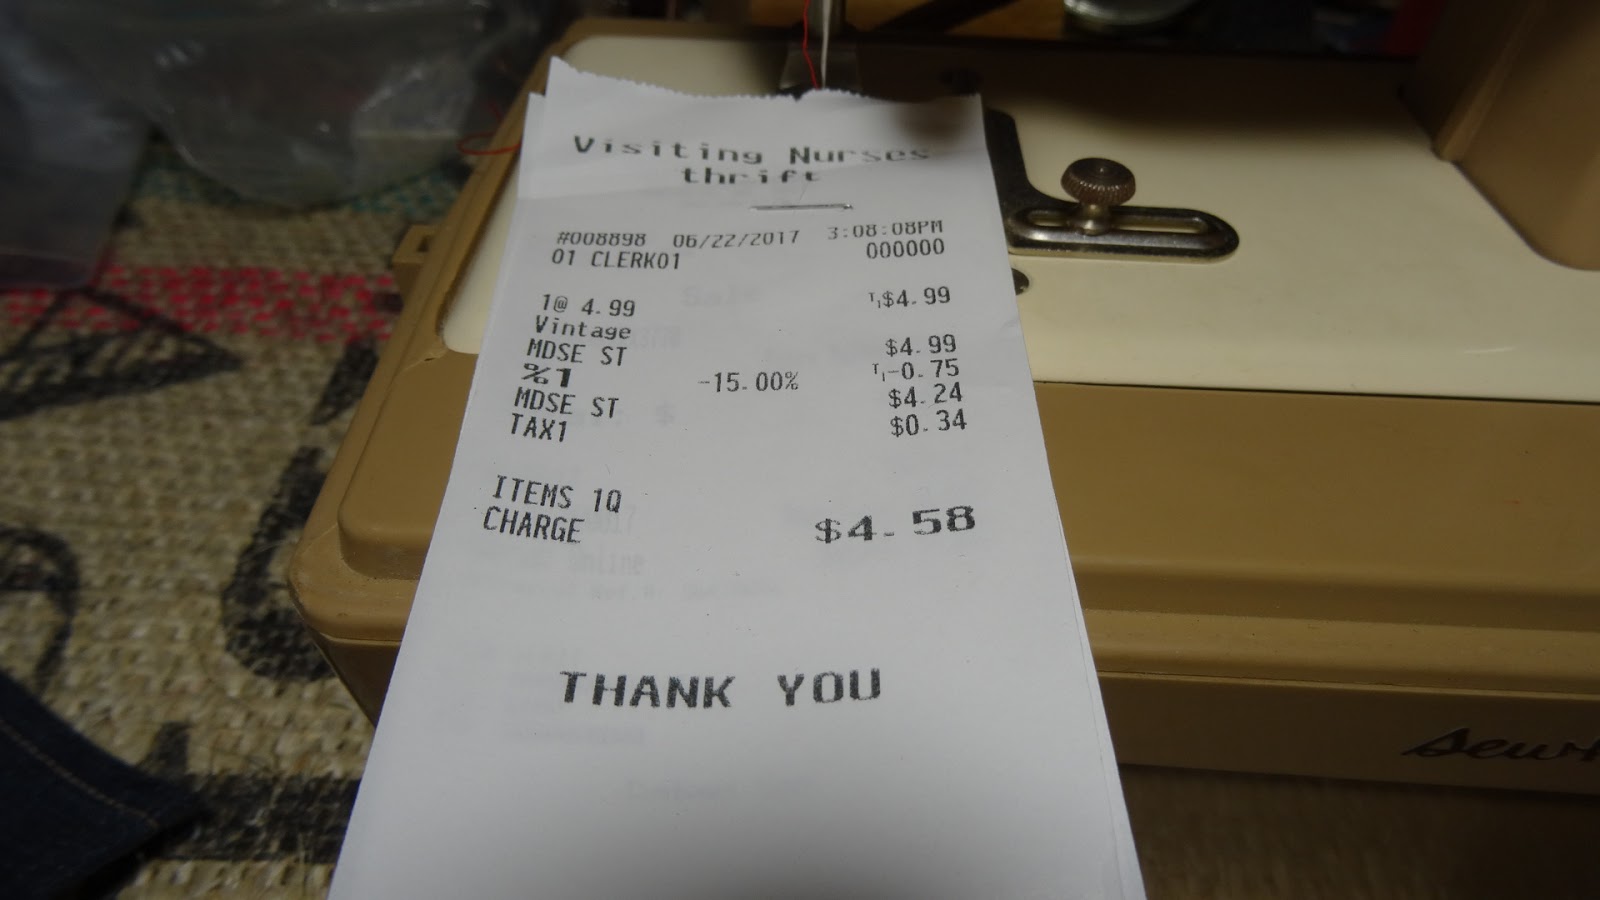 Visiting Nurses
thrift
#008898 06/22/2017 3:08:08PM
01 CLERK01 000000
1@ 4.99 T1$4.99
Vintage
MDSE ST $4.99
%1 -15.00% T1-0.75
MDSE ST $4.24
TAX1 $0.34
ITEMS 1Q
CHARGE $4.58
THANK YOU